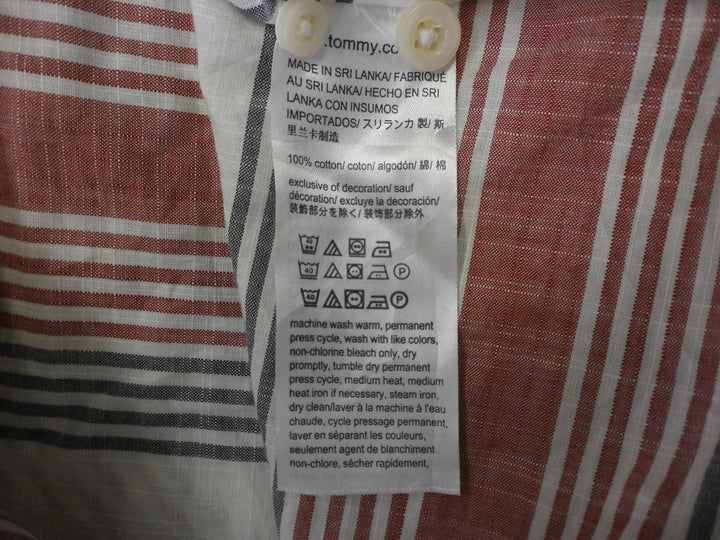 .tommy.co
MADE IN SRI LANKA/ FABRIQUÉ
AU SRI LANKA/ HECHO EN SRI
LANKA CON INSUMOS
IMPORTADOS/ スリランカ 製/ 斯
里兰卡制造
100% cotton/ coton/ algodón/ 綿/ 棉
exclusive of decoration/ sauf
décoration/ excluye la decoración/
装飾部分を除く/ 装饰部分除外
40
40 P
40 P
machine wash warm, permanent
press cycle, wash with like colors,
non-chlorine bleach only, dry
promptly, tumble dry permanent
press cycle, medium heat, medium
heat iron if necessary, steam iron,
dry clean/laver à la machine à l'eau
chaude, cycle pressage permanent,
laver en séparant les couleurs,
seulement agent de blanchiment
non-chlore, sécher rapidement,